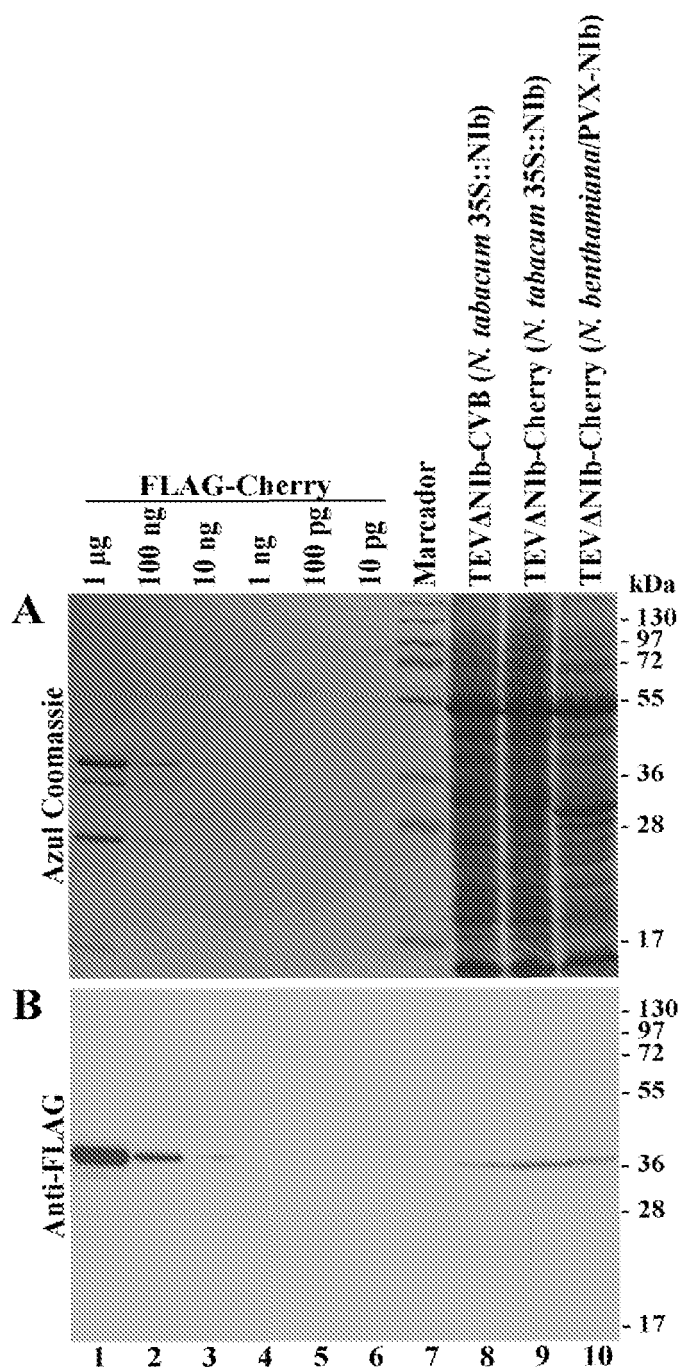 FLAG-Cherry
1 µg
100 ng
10 ng
1 ng
100 pg
10 pg
Marcador
TEVΔNIb-CVB (N. tabacum 35S::NIb)
TEVΔNIb-Cherry (N. tabacum 35S::NIb)
TEVΔNIb-Cherry (N. benthamiana/PVX-NIb)
kDa
A
Azul Coomassie
- 130
- 97
- 72
- 55
- 36
- 28
- 17
B
Anti-FLAG
- 130
- 97
- 72
- 55
- 36
- 28
- 17
1 2 3 4 5 6 7 8 9 10